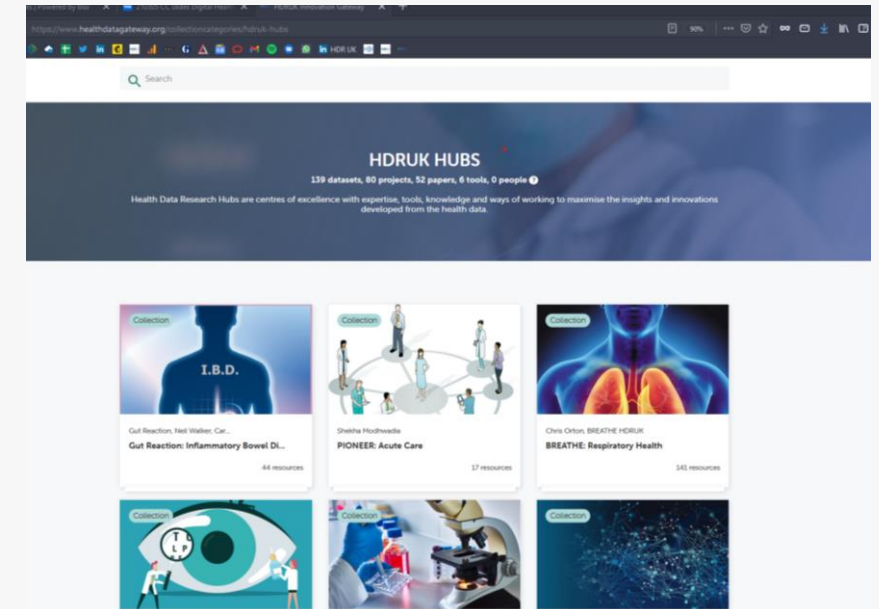 https://www.healthdatagateway.org/collectioncategories/hdruk-hubs
90%
HDR UK
Search
HDRUK HUBS
139 datasets, 80 projects, 52 papers, 6 tools, 0 people ?
Health Data Research Hubs are centres of excellence with expertise, tools, knowledge and ways of working to maximise the insights and innovations
developed from the health data.
Collection
Collection
Collection
I.B.D.
Gut Reaction, Neil Walker, Car...
Shekha Modhwadia
Chris Orton, BREATHE HDRUK
Gut Reaction: Inflammatory Bowel Di...
PIONEER: Acute Care
BREATHE: Respiratory Health
44 resources
17 resources
141 resources
Collection
Collection
Collection
T L
L P